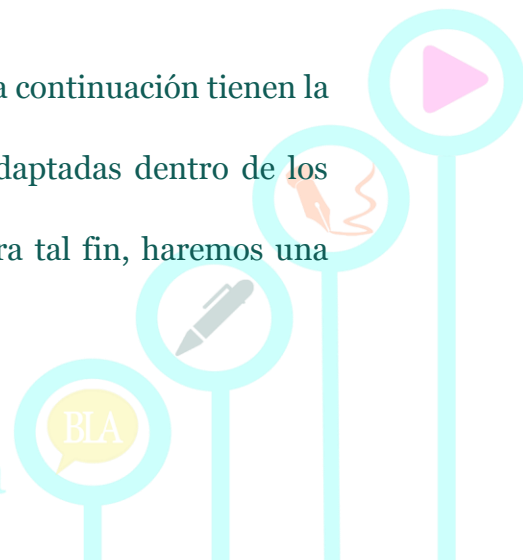 a continuación tienen la
daptadas dentro de los
ra tal fin, haremos una
BLA